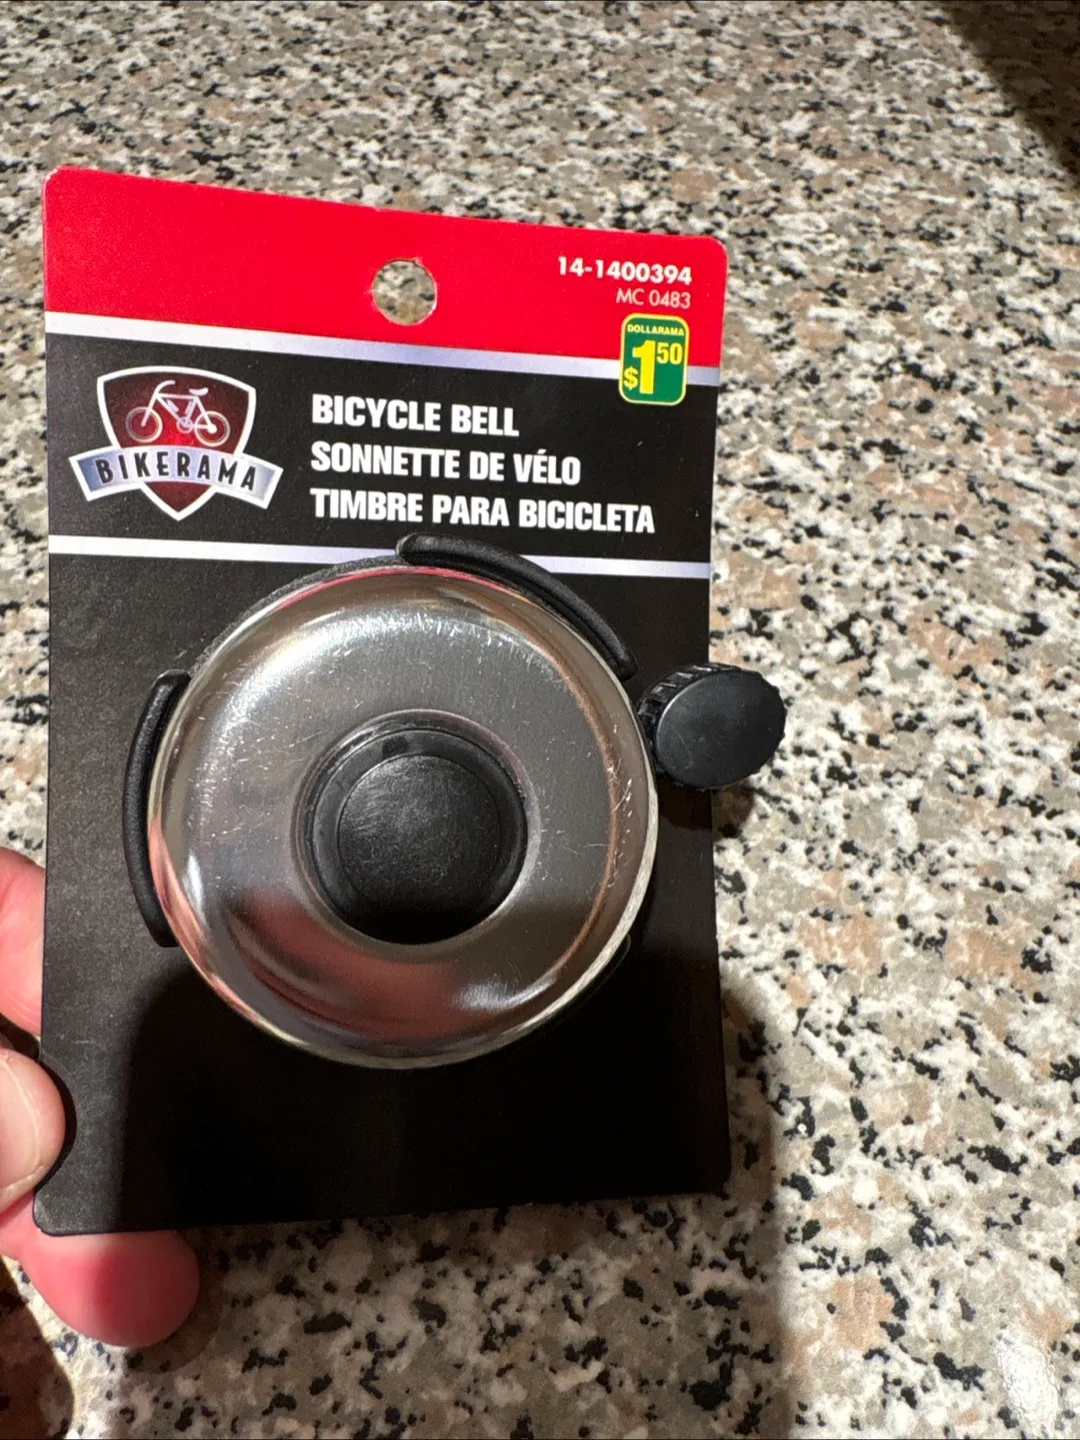 14-1400394
MC 0483
DOLLARAMA
$1.50
BIKERAMA
BICYCLE BELL
SONNETTE DE VÉLO
TIMBRE PARA BICICLETA